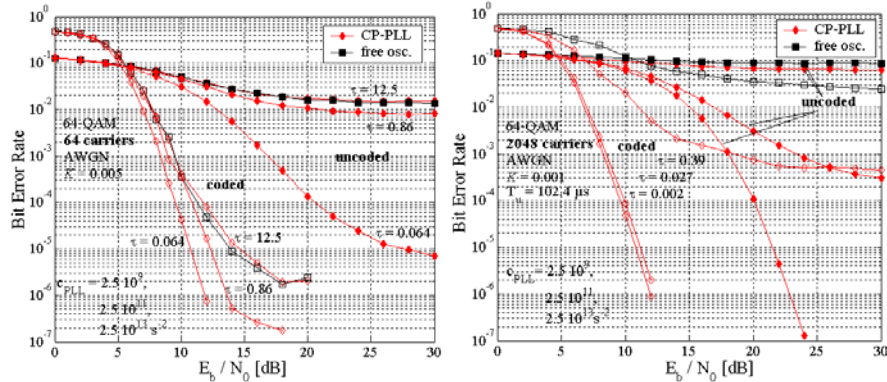 10^0
10^-1
10^-2
10^-3
10^-4
10^-5
10^-6
10^-7
Bit Error Rate
CP-PLL
free osc.
τ = 12.5
τ = 0.86
64-QAM
64 carriers
AWGN
K = 0.005
uncoded
coded
τ = 0.064
τ = 0.064
τ = 12.5
τ = 0.86
c_PLL = 2.5 10^9,
2.5 10^11,
2.5 10^13 s^-2
0 5 10 15 20 25 30
E_b / N_0 [dB]
10^0
10^-1
10^-2
10^-3
10^-4
10^-5
10^-6
10^-7
Bit Error Rate
CP-PLL
free osc.
uncoded
64-QAM
2048 carriers
AWGN
K = 0.001
T_u = 102.4 μs
coded
τ = 0.39
τ = 0.027
τ = 0.002
c_PLL = 2.5 10^9,
2.5 10^11,
2.5 10^13 s^-2
0 5 10 15 20 25 30
E_b / N_0 [dB]